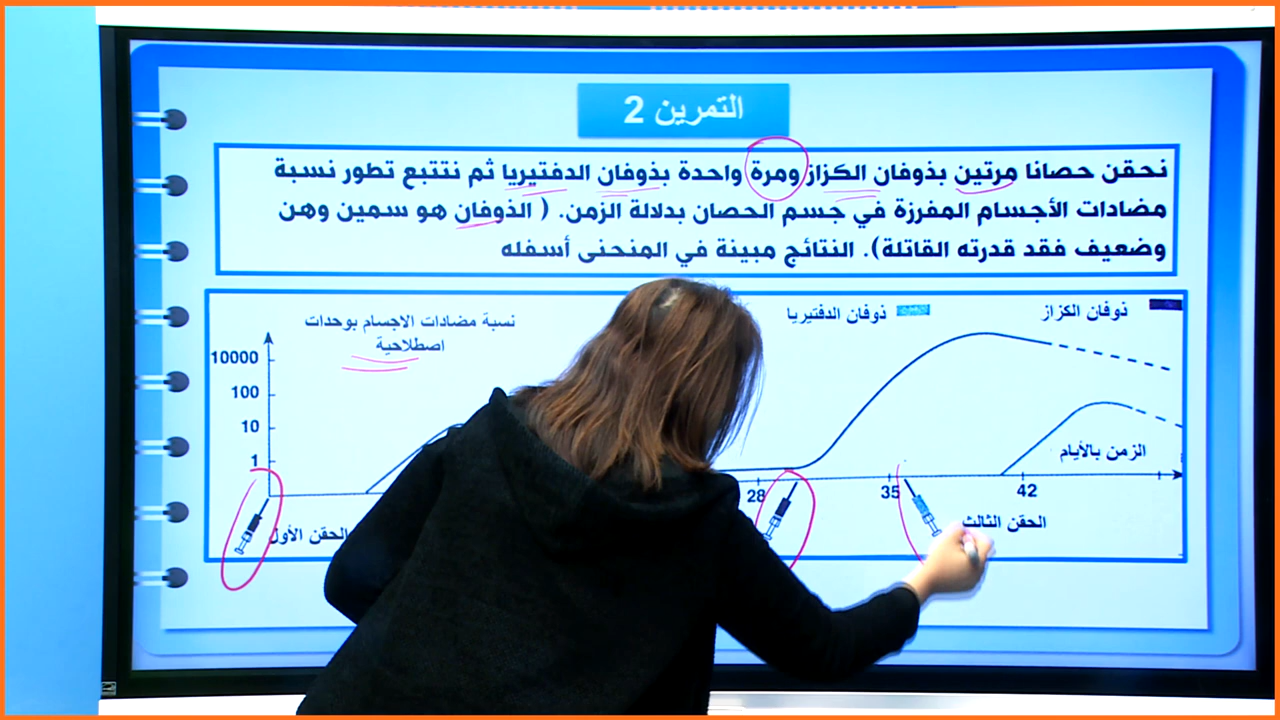 التمرين 2
نحقن حصانا مرتين بذوفان الكزاز ومرة واحدة بذوفان الدفتيريا ثم نتتبع تطور نسبة
مضادات الأجسام المفرزة في جسم الحصان بدلالة الزمن. ( الذوفان هو سمين وهن
وضعيف فقد قدرته القاتلة). النتائج مبينة في المنحنى أسفله
ذوفان الكزاز
ذوفان الدفتيريا
نسبة مضادات الاجسام بوحدات
اصطلاحية
10000
100
10
1
الزمن بالأيام
28
35
42
الحقن الأول
الحقن الثالث